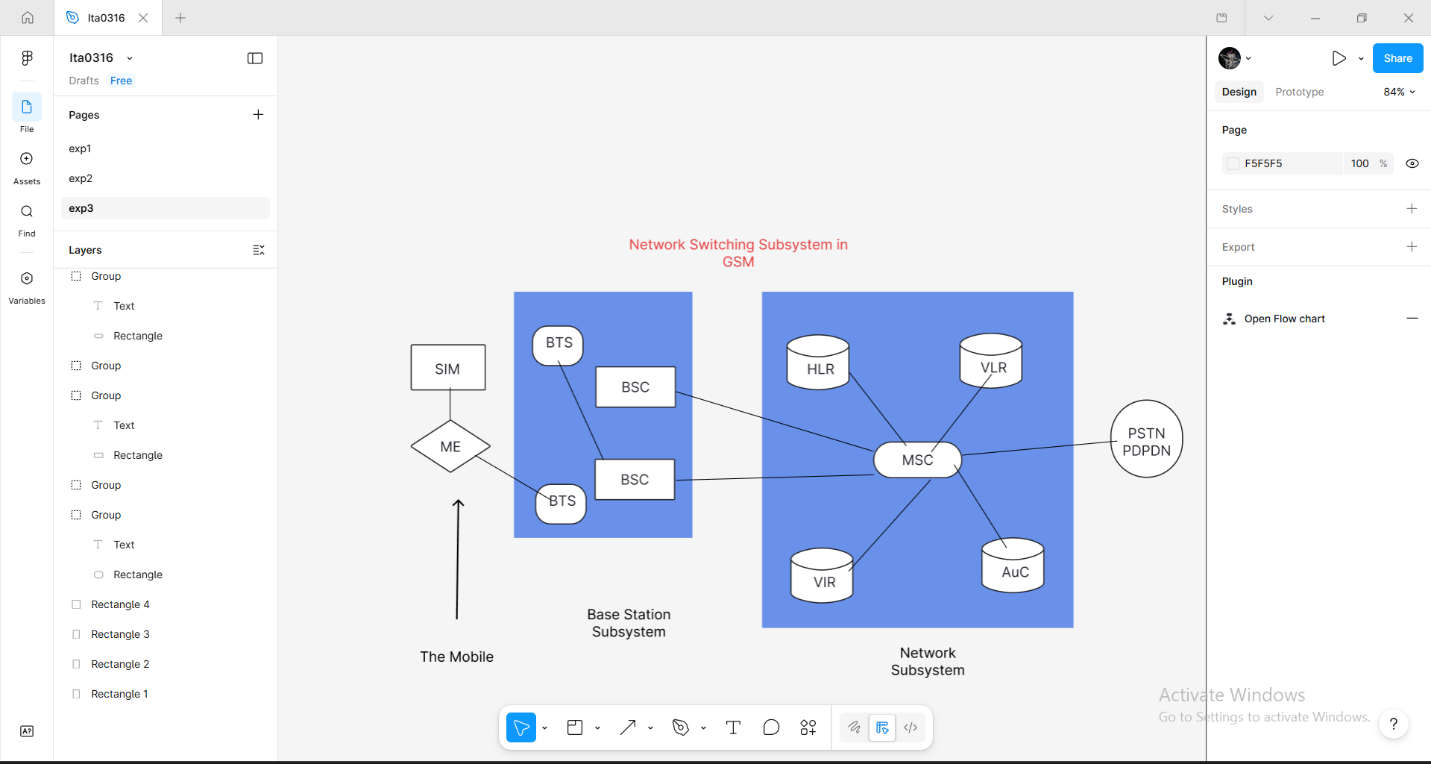 lta0316
lta0316
Drafts Free
Pages
exp1
exp2
exp3
Layers
Group
Text
Rectangle
Group
Group
Text
Rectangle
Group
Group
Text
Rectangle
Rectangle 4
Rectangle 3
Rectangle 2
Rectangle 1
File
Assets
Find
Variables
A?
Network Switching Subsystem in
GSM
SIM
ME
BTS
BSC
BSC
BTS
HLR
VLR
MSC
VIR
AuC
PSTN
PDPDN
The Mobile
Base Station
Subsystem
Network
Subsystem
Share
Design Prototype 84%
Page
F5F5F5 100 %
Styles
Export
Plugin
Open Flow chart
Activate Windows
Go to Settings to activate Windows.
?